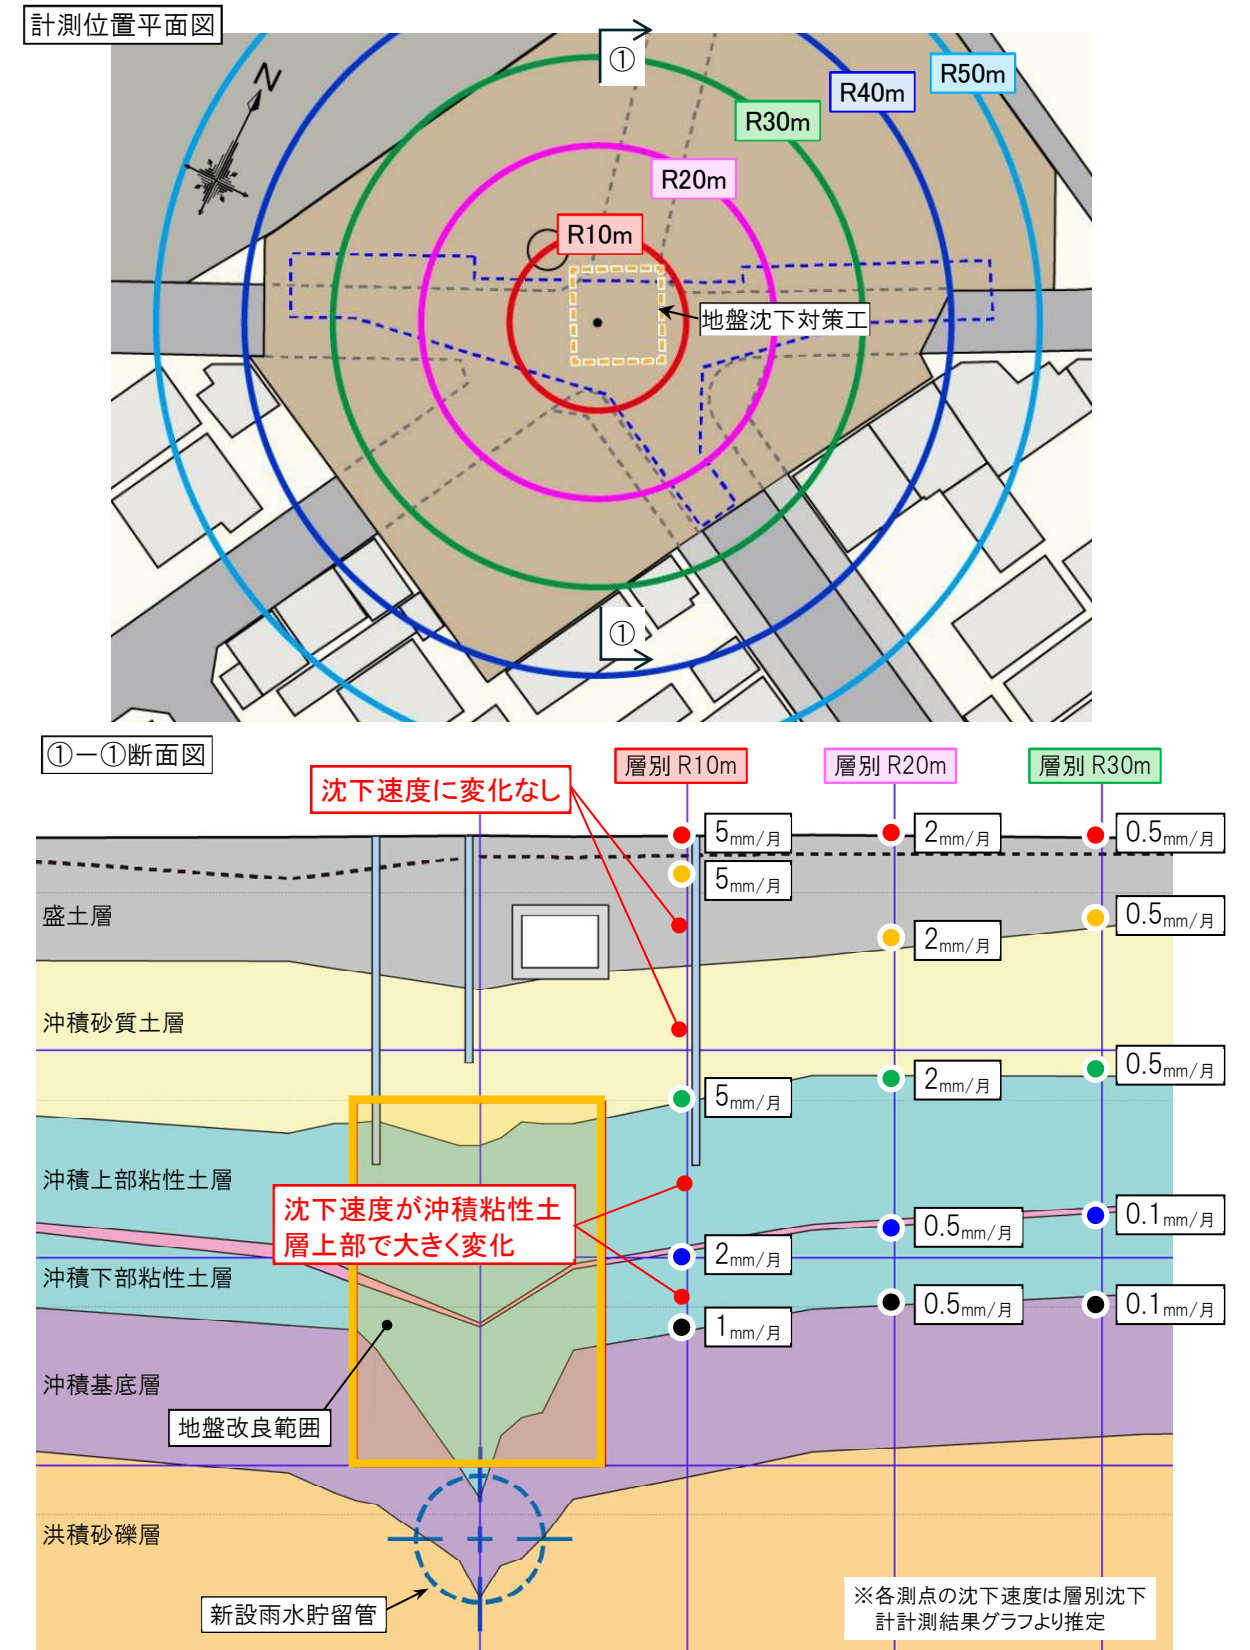 計測位置平面図
N
①
R50m
R40m
R30m
R20m
R10m
地盤沈下対策工
①
①ー①断面図
層別 R10m
層別 R20m
層別 R30m
沈下速度に変化なし
5mm/月
2mm/月
0.5mm/月
5mm/月
盛土層
2mm/月
0.5mm/月
沖積砂質土層
5mm/月
2mm/月
0.5mm/月
沖積上部粘性土層
沈下速度が沖積粘性土
層上部で大きく変化
2mm/月
0.5mm/月
0.1mm/月
沖積下部粘性土層
1mm/月
0.5mm/月
0.1mm/月
沖積基底層
地盤改良範囲
洪積砂礫層
新設雨水貯留管
※各測点の沈下速度は層別沈下
計計測結果グラフより推定